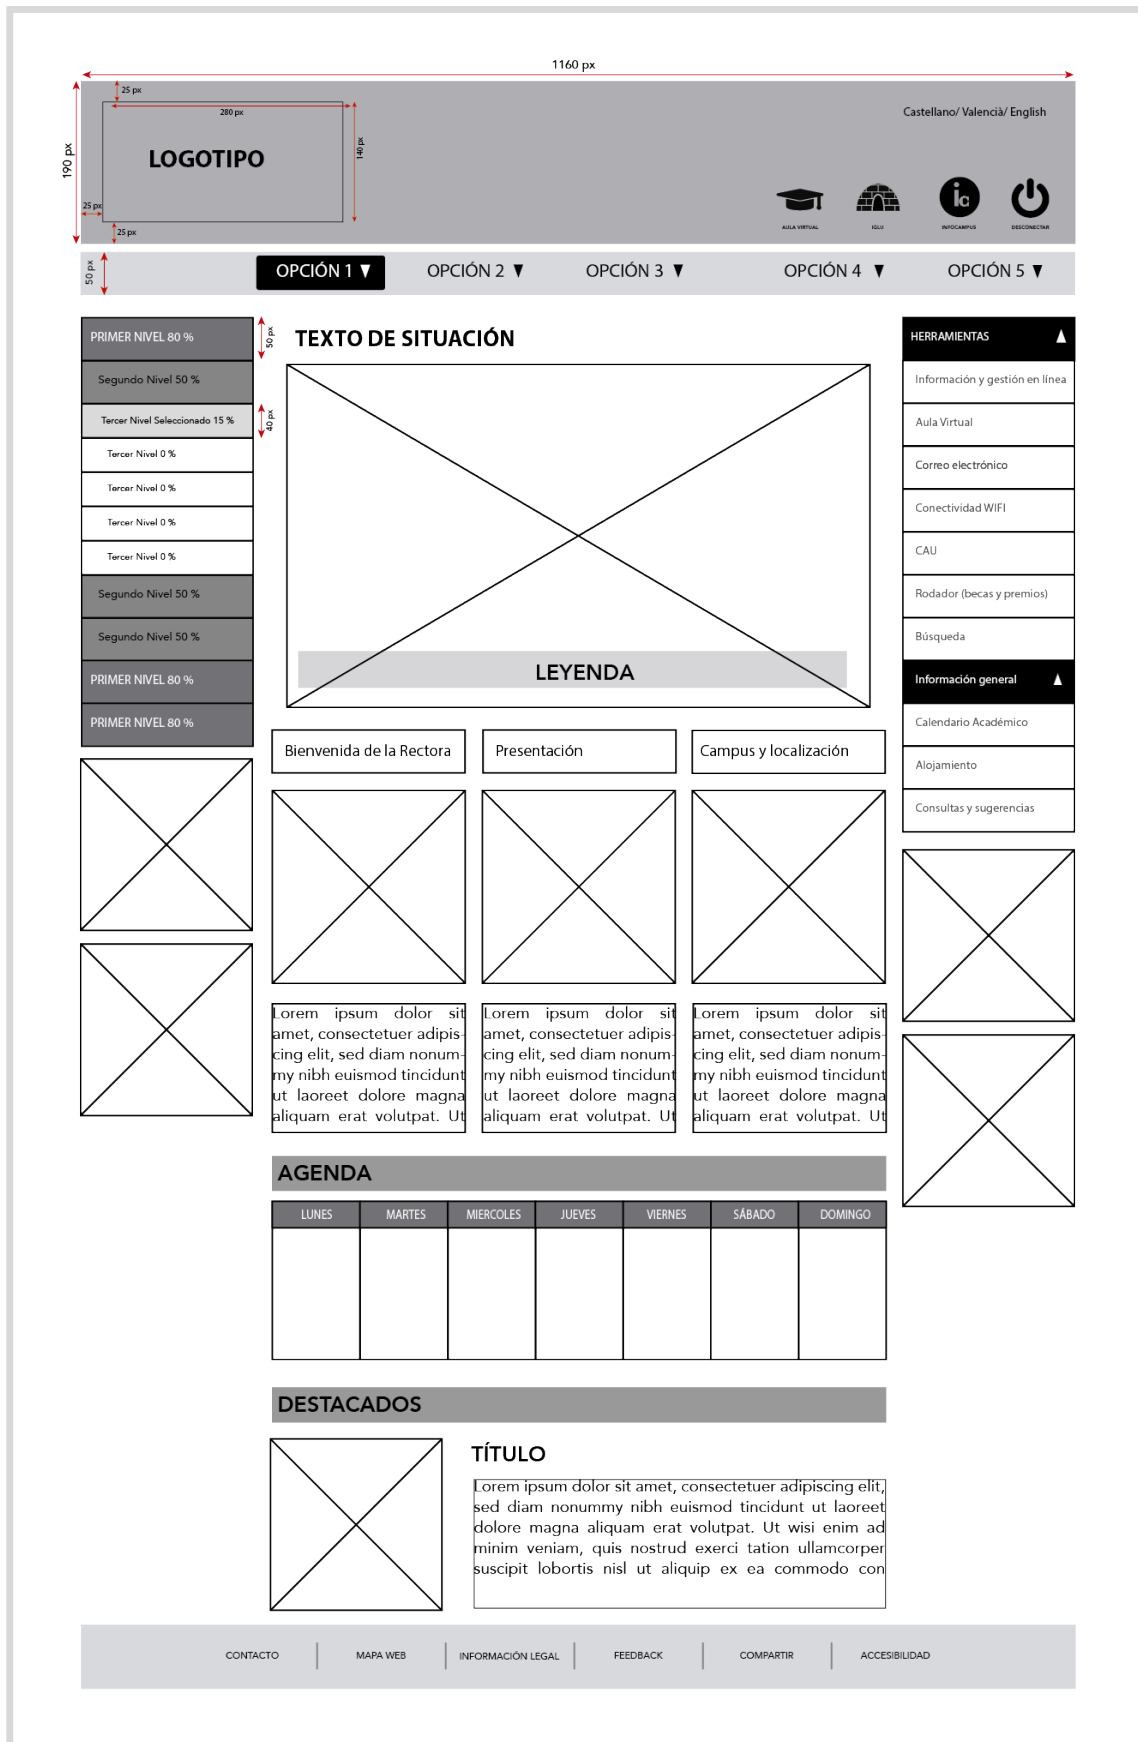 1160 px
25 px
280 px
Castellano/ Valencià/ English
190 px
LOGOTIPO
140 px
25 px
25 px
AULA VIRTUAL
IGLU
INFOCAMPUS
DESCONECTAR
50 px
OPCIÓN 1
OPCIÓN 2
OPCIÓN 3
OPCIÓN 4
OPCIÓN 5
PRIMER NIVEL 80 %
50 px
Segundo Nivel 50 %
Tercer Nivel Seleccionado 15 %
40 px
Tercer Nivel 0 %
Tercer Nivel 0 %
Tercer Nivel 0 %
Tercer Nivel 0 %
Segundo Nivel 50 %
Segundo Nivel 50 %
PRIMER NIVEL 80 %
PRIMER NIVEL 80 %
TEXTO DE SITUACIÓN
LEYENDA
HERRAMIENTAS
Información y gestión en línea
Aula Virtual
Correo electrónico
Conectividad WIFI
CAU
Rodador (becas y premios)
Búsqueda
Información general
Calendario Académico
Alojamiento
Consultas y sugerencias
Bienvenida de la Rectora
Presentación
Campus y localización
Lorem ipsum dolor sit
amet, consectetuer adipis-
cing elit, sed diam nonum-
my nibh euismod tincidunt
ut laoreet dolore magna
aliquam erat volutpat. Ut
Lorem ipsum dolor sit
amet, consectetuer adipis-
cing elit, sed diam nonum-
my nibh euismod tincidunt
ut laoreet dolore magna
aliquam erat volutpat. Ut
Lorem ipsum dolor sit
amet, consectetuer adipis-
cing elit, sed diam nonum-
my nibh euismod tincidunt
ut laoreet dolore magna
aliquam erat volutpat. Ut
AGENDA
LUNES
MARTES
MIERCOLES
JUEVES
VIERNES
SÁBADO
DOMINGO
DESTACADOS
TÍTULO
Lorem ipsum dolor sit amet, consectetuer adipiscing elit,
sed diam nonummy nibh euismod tincidunt ut laoreet
dolore magna aliquam erat volutpat. Ut wisi enim ad
minim veniam, quis nostrud exerci tation ullamcorper
suscipit lobortis nisl ut aliquip ex ea commodo con
CONTACTO
MAPA WEB
INFORMACIÓN LEGAL
FEEDBACK
COMPARTIR
ACCESIBILIDAD